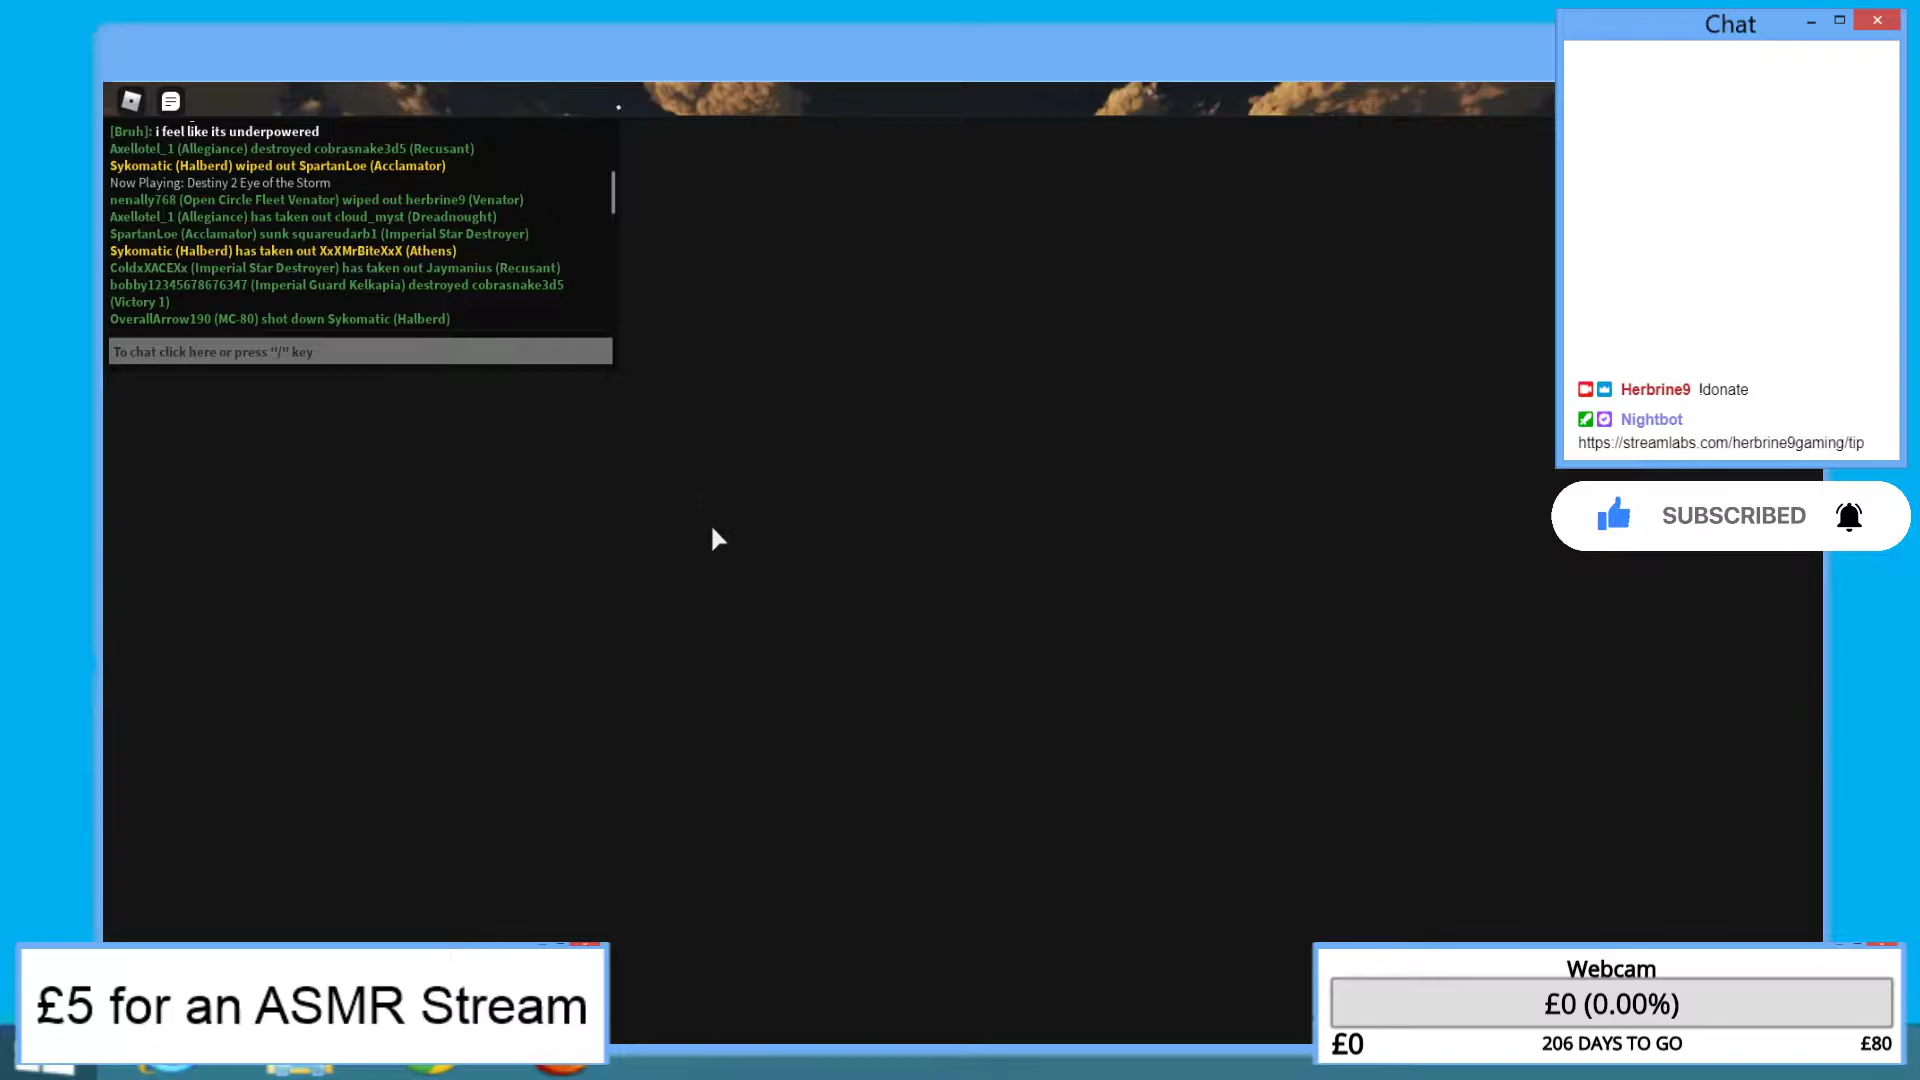 Chat
[Bruh]: i feel like its underpowered
Axellotel_1 (Allegiance) destroyed cobrasnake3d5 (Recusant)
Sykomatic (Halberd) wiped out SpartanLoe (Acclamator)
Now Playing: Destiny 2 Eye of the Storm
nenally768 (Open Circle Fleet Venator) wiped out herbrine9 (Venator)
Axellotel_1 (Allegiance) has taken out cloud_myst (Dreadnought)
SpartanLoe (Acclamator) sunk squareudarb1 (Imperial Star Destroyer)
Sykomatic (Halberd) has taken out XxXMrBiteXxX (Athens)
ColdxXACEXx (Imperial Star Destroyer) has taken out Jaymanius (Recusant)
bobby12345678676347 (Imperial Guard Kelkapia) destroyed cobrasnake3d5
(Victory 1)
OverallArrow190 (MC-80) shot down Sykomatic (Halberd)
To chat click here or press "/" key
Herbrine9 !donate
Nightbot
https://streamlabs.com/herbrine9gaming/tip
SUBSCRIBED
£5 for an ASMR Stream
Webcam
£0 (0.00%)
£0 206 DAYS TO GO £80